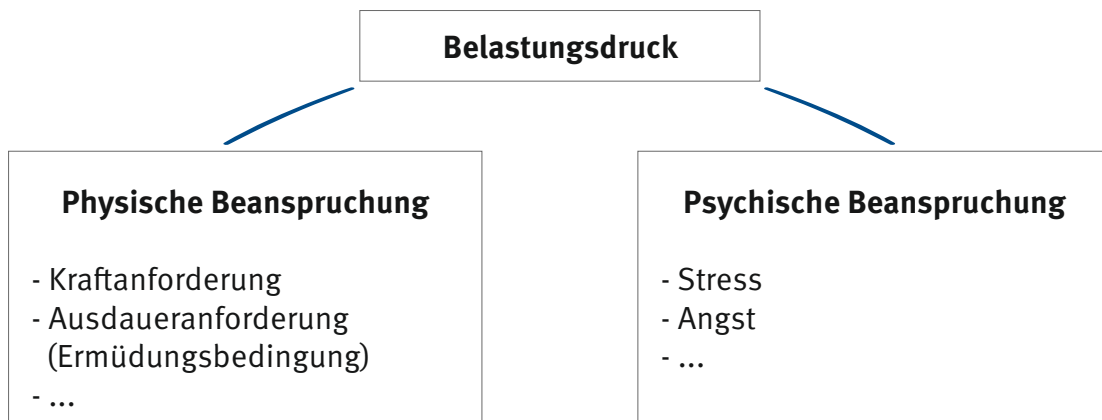 Belastungsdruck
Physische Beanspruchung
- Kraftanforderung
- Ausdaueranforderung
(Ermüdungsbedingung)
- ...
Psychische Beanspruchung
- Stress
- Angst
- ...